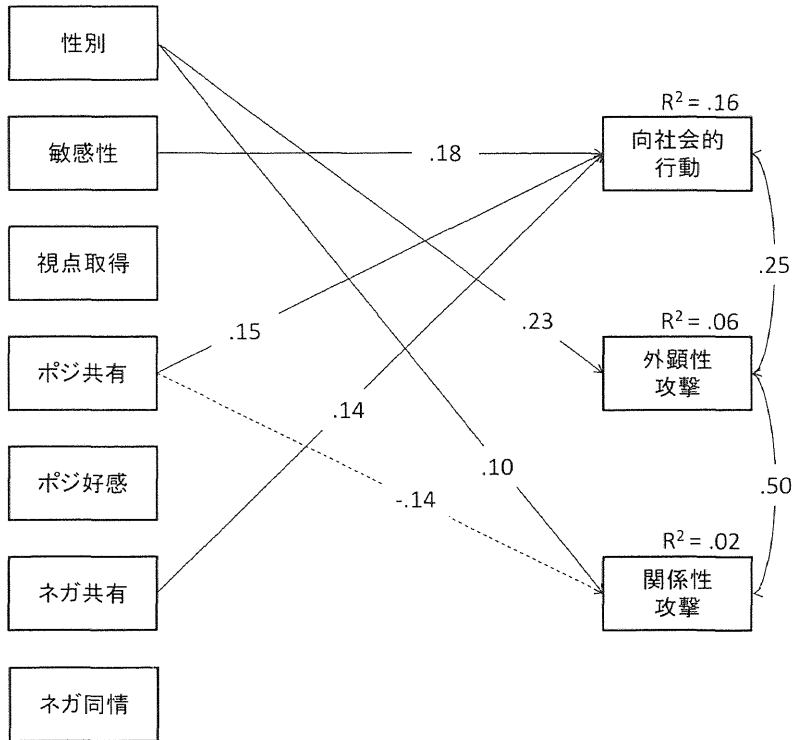 性別
敏感性
視点取得
ポジ共有
ポジ好感
ネガ共有
ネガ同情
R² = .16
向社会的
行動
R² = .06
外顕性
攻撃
R² = .02
関係性
攻撃
.18
.15
.23
.14
.10
-.14
.25
.50